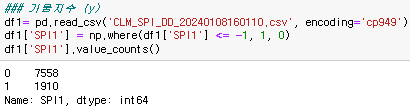 ### 가뭄지수 (y)
df1= pd.read_csv('CLM_SPI_DD_20240108160110.csv', encoding='cp949')
df1['SPI1'] = np.where(df1['SPI1'] <= -1, 1, 0)
df1['SPI1'].value_counts()
0    7558
1    1910
Name: SPI1, dtype: int64